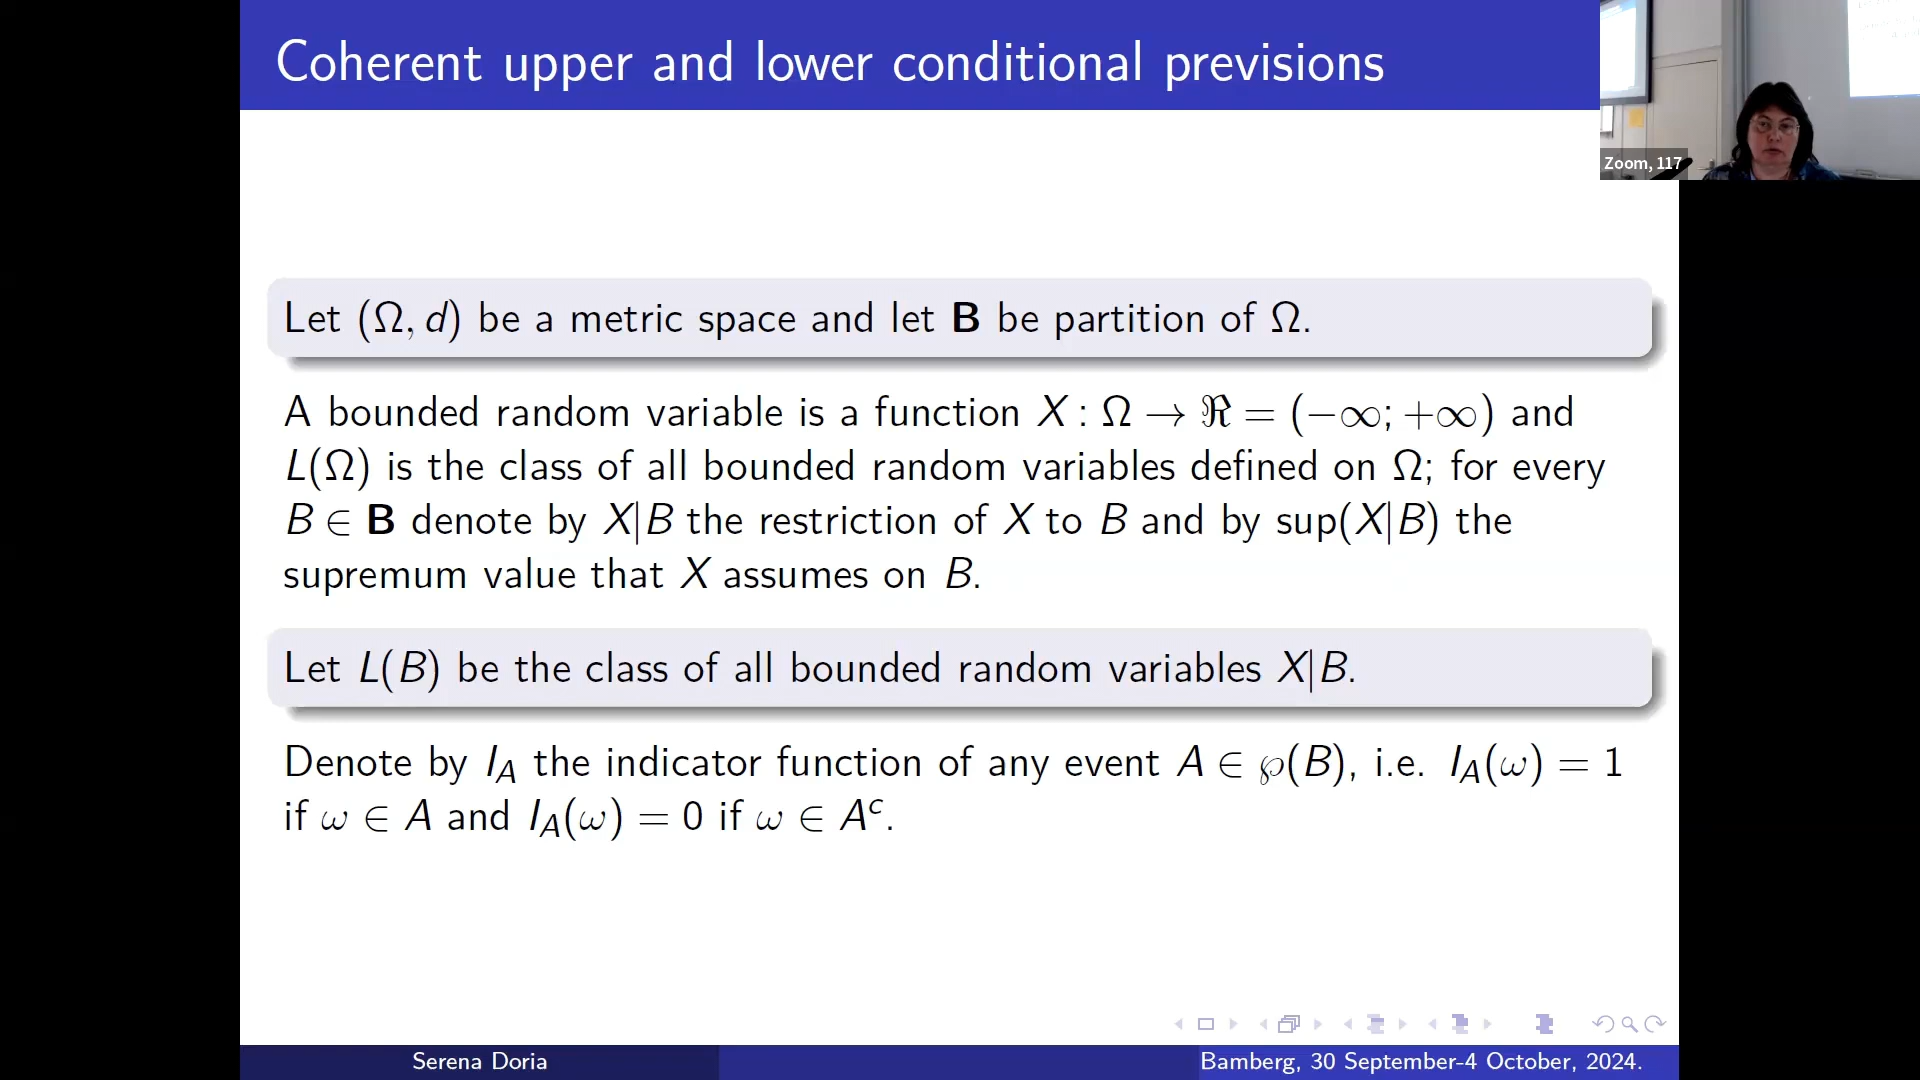 Coherent upper and lower conditional previsions
Zoom, 117
Let (Ω, d) be a metric space and let B be partition of Ω.
A bounded random variable is a function X : Ω → ℜ = (−∞; +∞) and
L(Ω) is the class of all bounded random variables defined on Ω; for every
B ∈ B denote by X|B the restriction of X to B and by sup(X|B) the
supremum value that X assumes on B.
Let L(B) be the class of all bounded random variables X|B.
Denote by I_A the indicator function of any event A ∈ ℘(B), i.e. I_A(ω) = 1
if ω ∈ A and I_A(ω) = 0 if ω ∈ A^c.
Serena Doria
Bamberg, 30 September-4 October, 2024.